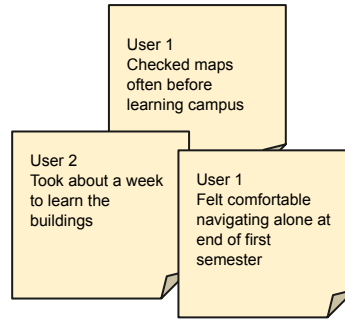 User 1
Checked maps
often before
learning campus
User 2
Took about a week
to learn the
buildings
User 1
Felt comfortable
navigating alone at
end of first
semester